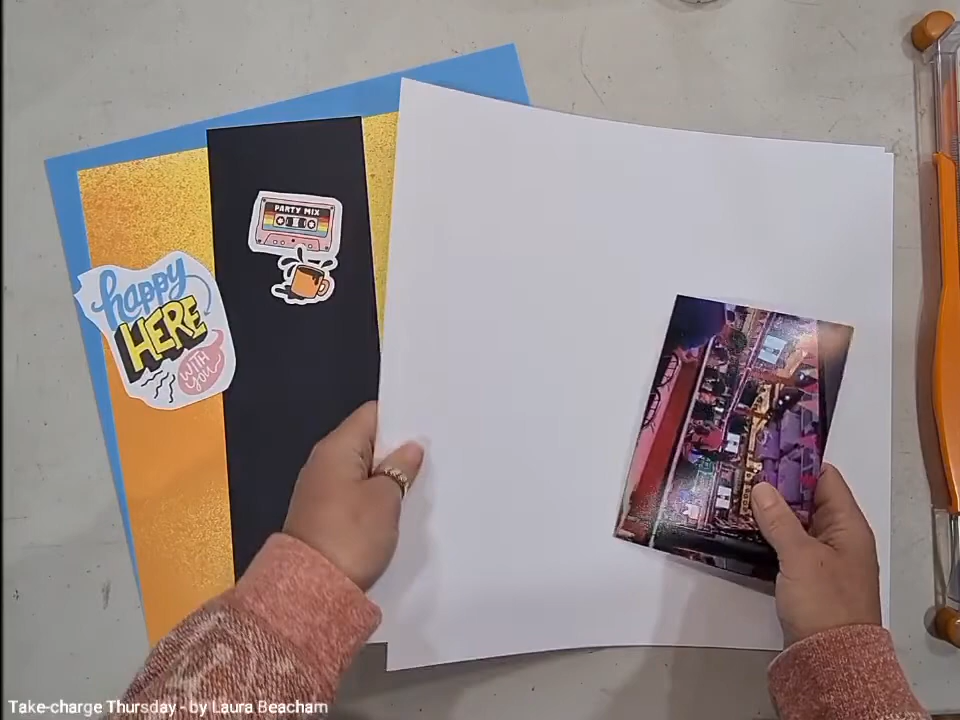 PARTY MIX
happy
HERE
WITH
you
Take-charge Thursday - by Laura Beacham